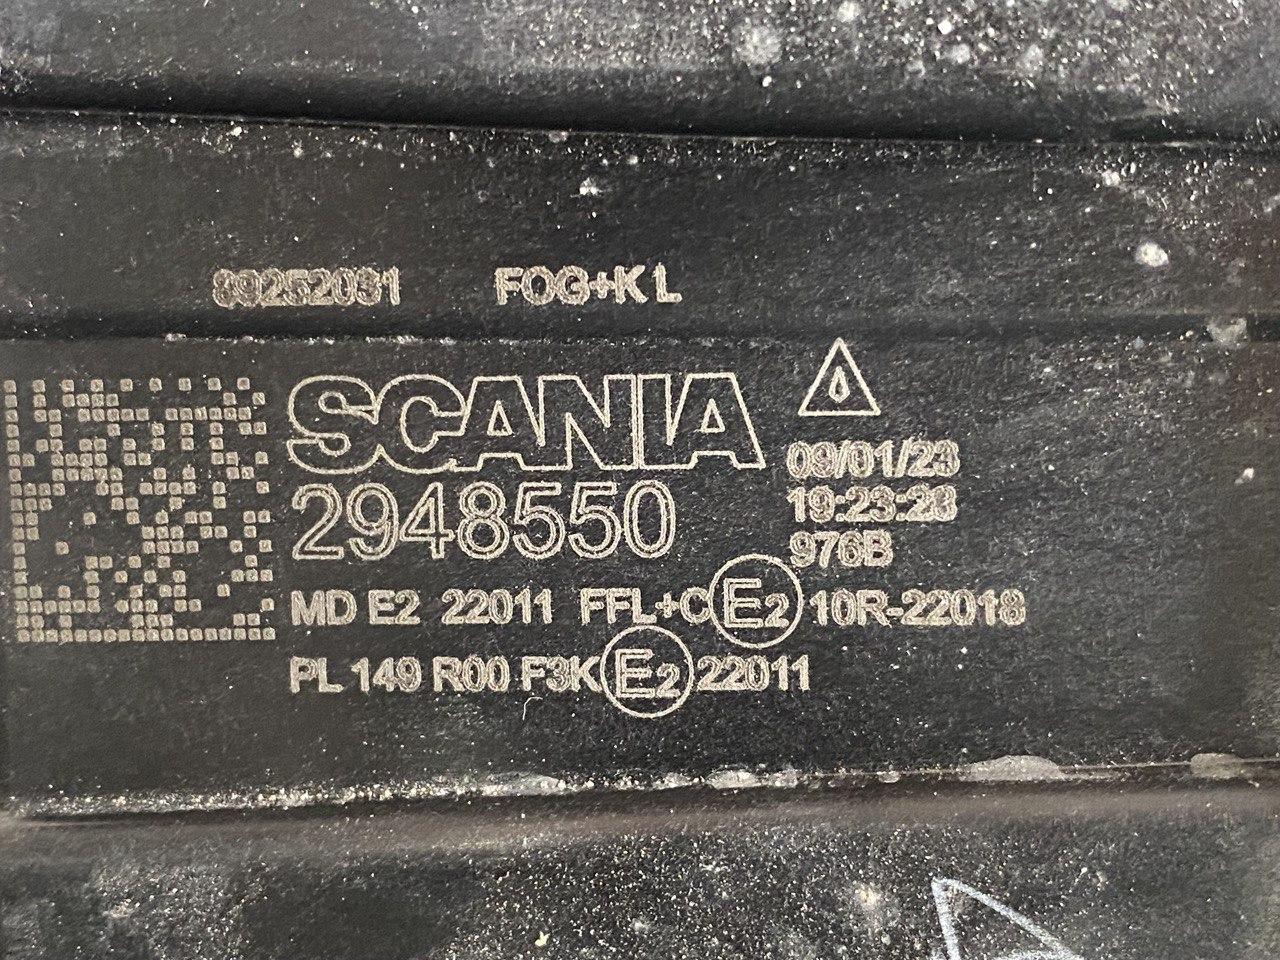 89252031 FOG+K L
SCANIA
2948550
09/01/23
19:23:23
976B
MD E2 22011 FFL+C E2 10R-22018
PL 149 R00 F3K E2 22011